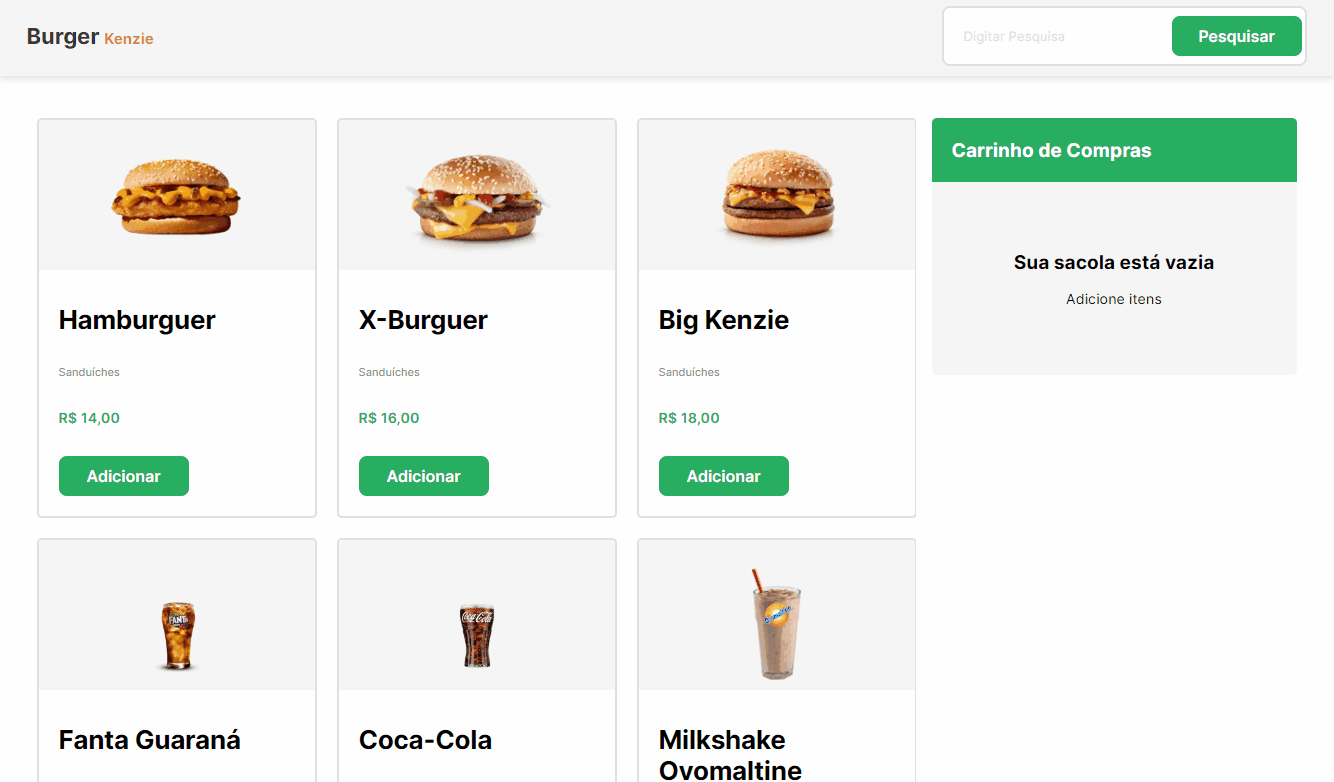 Burger Kenzie
Digitar Pesquisa
Pesquisar
Hamburguer
Sanduíches
R$ 14,00
Adicionar
X-Burguer
Sanduíches
R$ 16,00
Adicionar
Big Kenzie
Sanduíches
R$ 18,00
Adicionar
Carrinho de Compras
Sua sacola está vazia
Adicione itens
FANTA
Fanta Guaraná
Coca-Cola
Coca-Cola
Milkshake
Ovomaltine